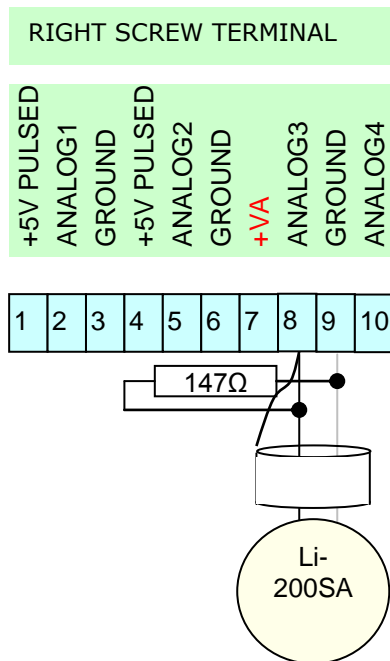 RIGHT SCREW TERMINAL
+5V PULSED
ANALOG1
GROUND
+5V PULSED
ANALOG2
GROUND
+VA
ANALOG3
GROUND
ANALOG4
1 2 3 4 5 6 7 8 9 10
147Ω
Li-
200SA